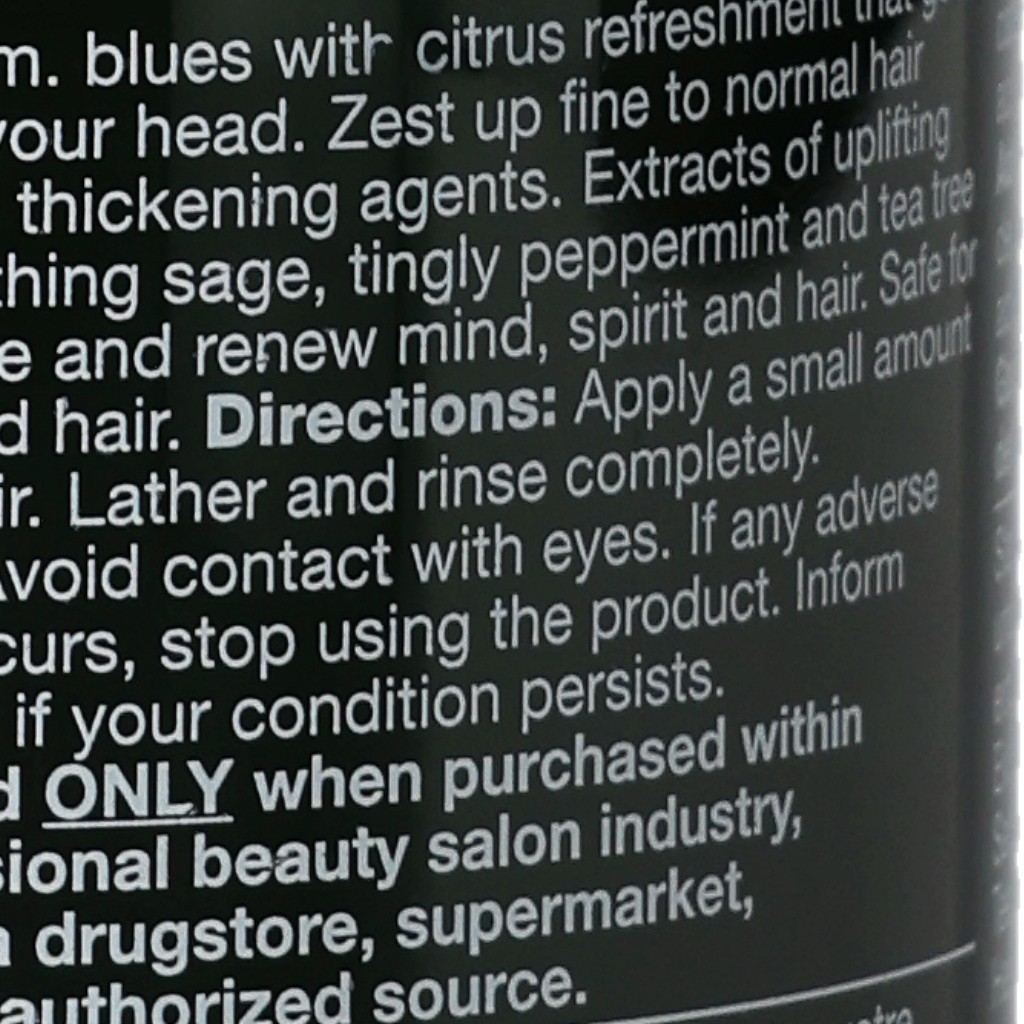 m. blues with citrus refreshment that
your head. Zest up fine to normal hair
thickening agents. Extracts of uplifting
thing sage, tingly peppermint and tea tree
e and renew mind, spirit and hair. Safe for
d hair. Directions: Apply a small amount
ir. Lather and rinse completely.
Avoid contact with eyes. If any adverse
curs, stop using the product. Inform
if your condition persists.
d ONLY when purchased within
sional beauty salon industry,
a drugstore, supermarket,
authorized source.